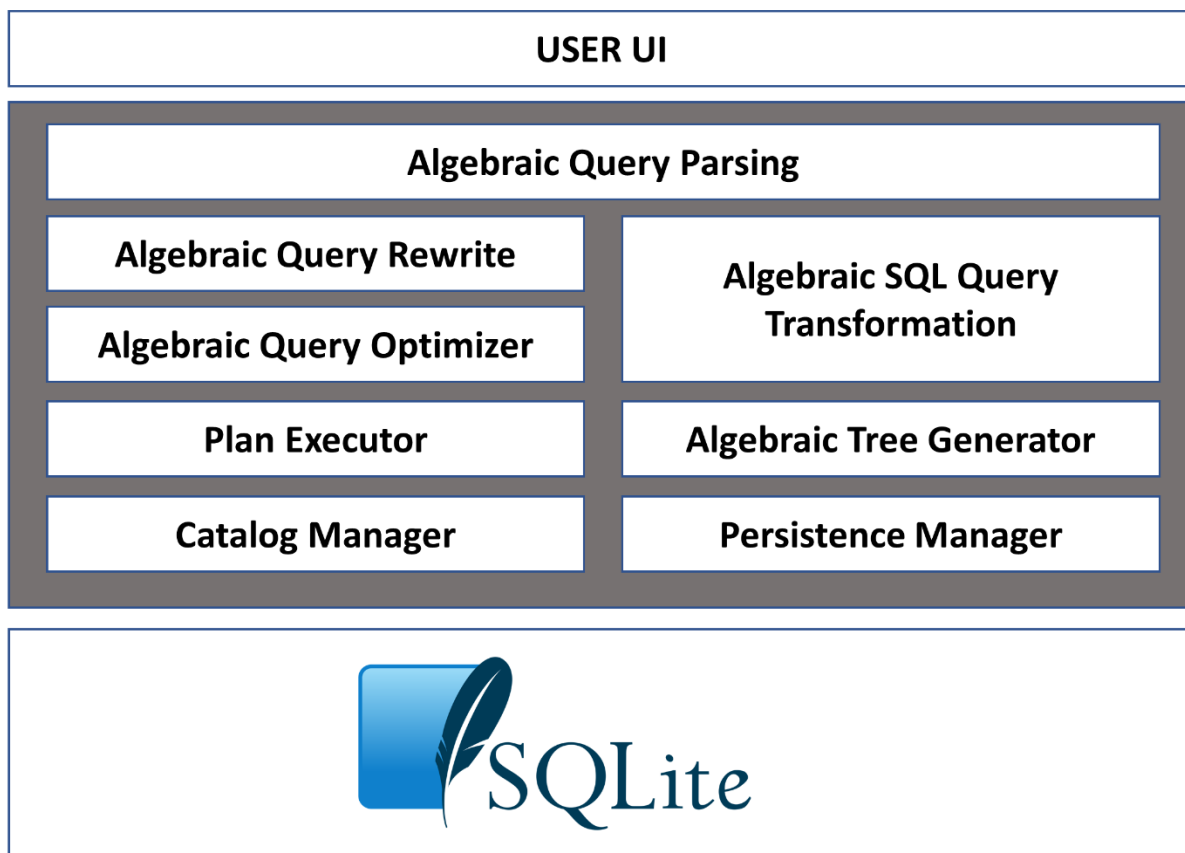 USER UI
Algebraic Query Parsing
Algebraic Query Rewrite
Algebraic Query Optimizer
Algebraic SQL Query
Transformation
Plan Executor
Algebraic Tree Generator
Catalog Manager
Persistence Manager
SQLite